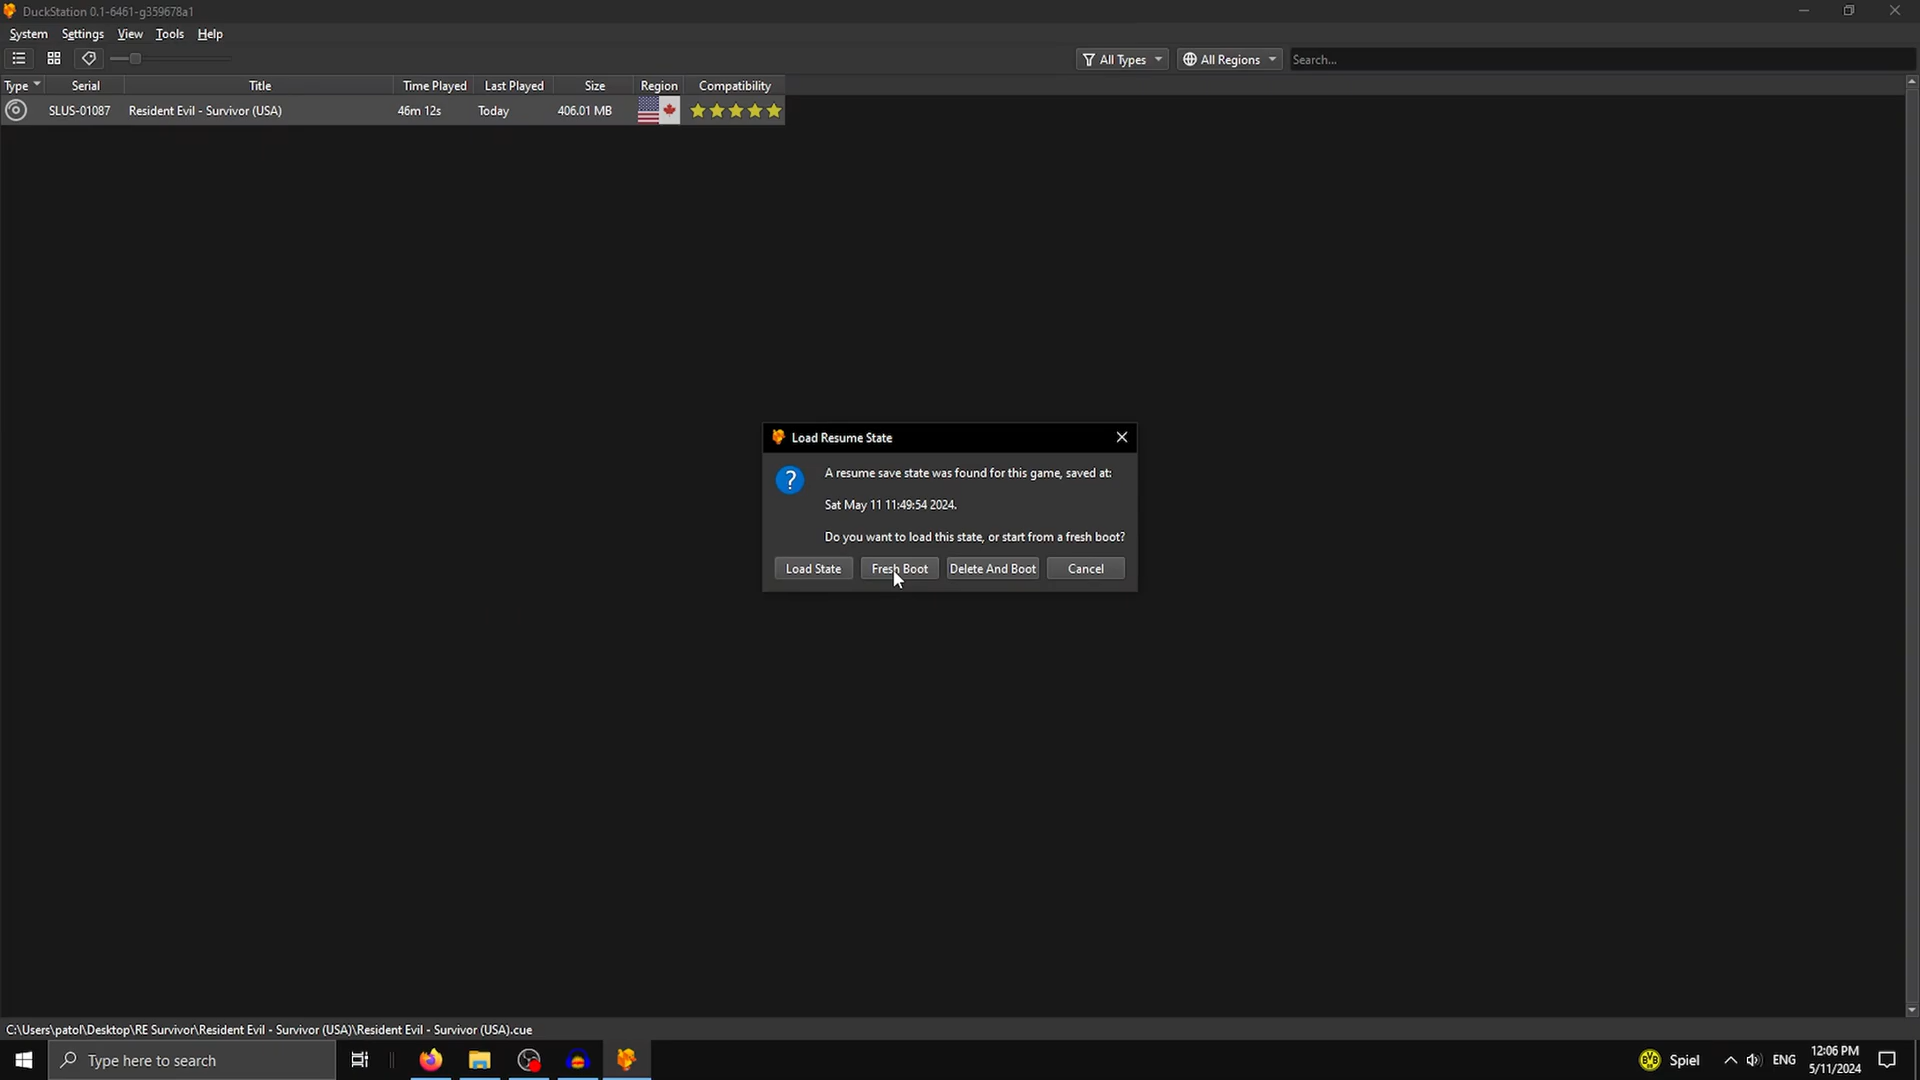 DuckStation 0.1-6461-g359678a1
System Settings View Tools Help
All Types All Regions Search...
Type Serial Title Time Played Last Played Size Region Compatibility
SLUS-01087 Resident Evil - Survivor (USA) 46m 12s Today 406.01 MB
Load Resume State
?
A resume save state was found for this game, saved at:
Sat May 11 11:49:54 2024.
Do you want to load this state, or start from a fresh boot?
Load State Fresh Boot Delete And Boot Cancel
C:\Users\patol\Desktop\RE Survivor\Resident Evil - Survivor (USA)\Resident Evil - Survivor (USA).cue
Type here to search
BVB 09 Spiel ENG 12:06 PM
5/11/2024